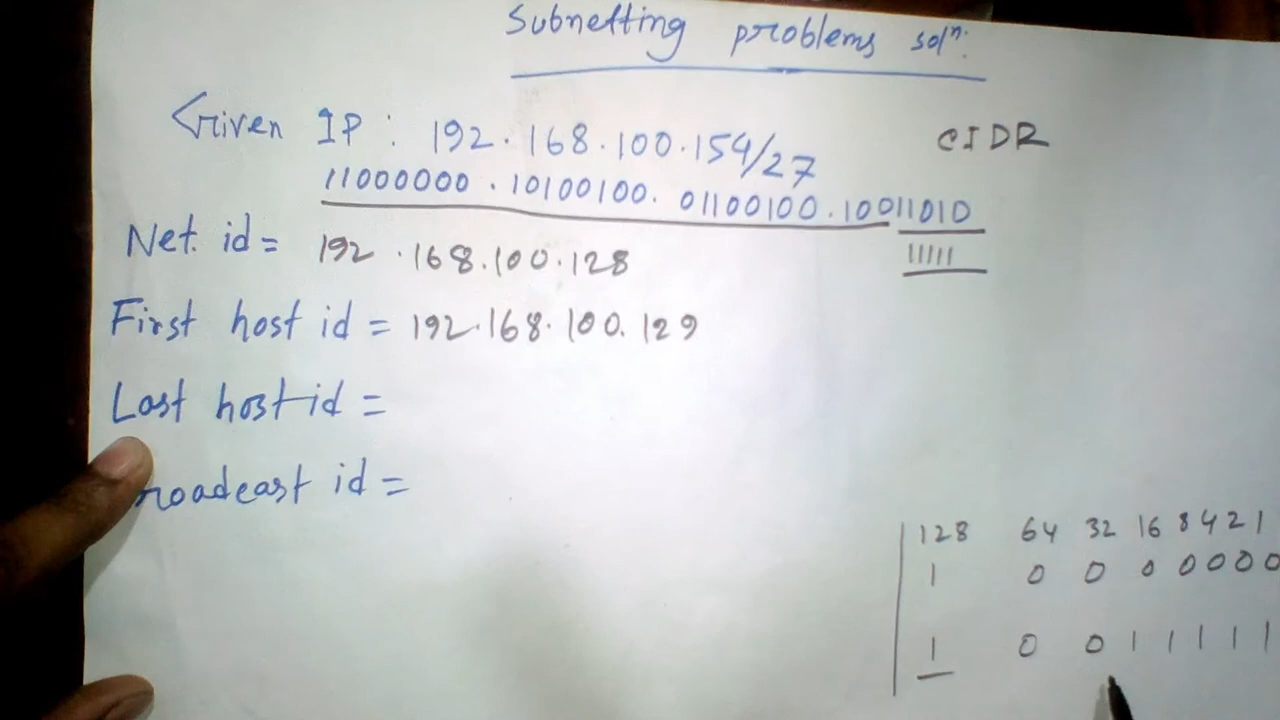 Subnetting problems solⁿ:
Given IP: 192.168.100.154/27
CIDR
11000000.10100100.01100100.10011010
11111
Net. id = 192.168.100.128
First host id = 192.168.100.129
Last host id =
roadcast id =
128 64 32 16 8 4 2 1
1 0 0 0 0 0 0 0
1 0 0 1 1 1 1 1